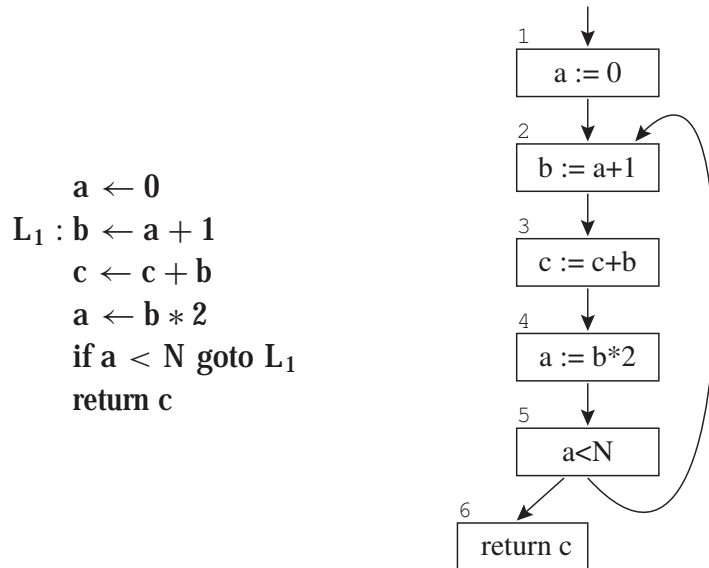 a ← 0
L₁ : b ← a + 1
c ← c + b
a ← b ∗ 2
if a < N goto L₁
return c
1
a := 0
2
b := a+1
3
c := c+b
4
a := b*2
5
a<N
6
return c